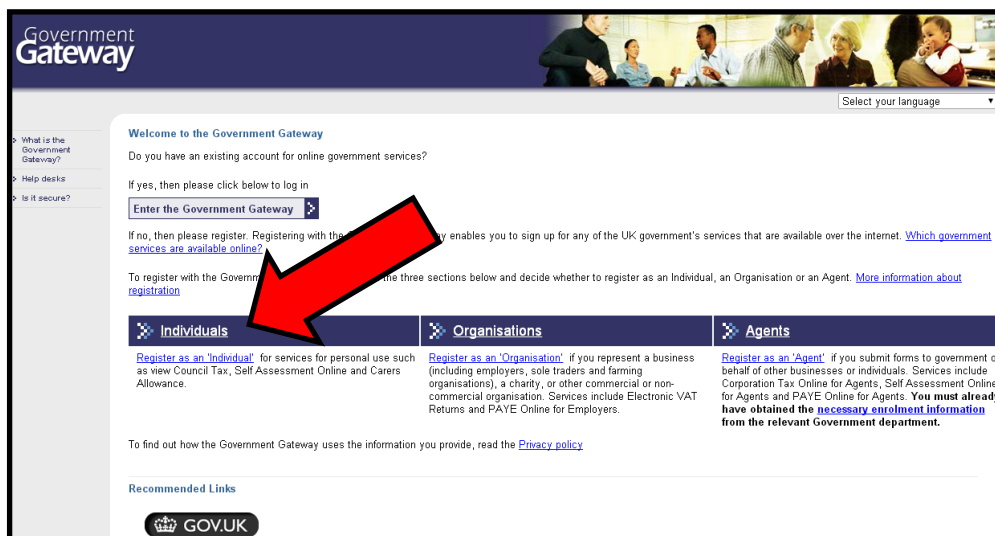 Government
Gateway
Select your language
What is the
Government
Gateway?
Help desks
Is it secure?
Welcome to the Government Gateway
Do you have an existing account for online government services?
If yes, then please click below to log in
Enter the Government Gateway
If no, then please register. Registering with the enables you to sign up for any of the UK government's services that are available over the internet. Which government
services are available online?
To register with the the three sections below and decide whether to register as an Individual, an Organisation or an Agent. More information about
registration
Individuals
Register as an 'Individual' for services for personal use such
as view Council Tax, Self Assessment Online and Carers
Allowance.
Organisations
Register as an 'Organisation' if you represent a business
(including employers, sole traders and farming
organisations), a charity, or other commercial or non-
commercial organisation. Services include Electronic VAT
Returns and PAYE Online for Employers.
Agents
Register as an 'Agent' if you submit forms to government
behalf of other businesses or individuals. Services include
Corporation Tax Online for Agents, Self Assessment Online
for Agents and PAYE Online for Agents. You must already
have obtained the necessary enrolment information
from the relevant Government department.
To find out how the Government Gateway uses the information you provide, read the Privacy policy
Recommended Links
GOV.UK